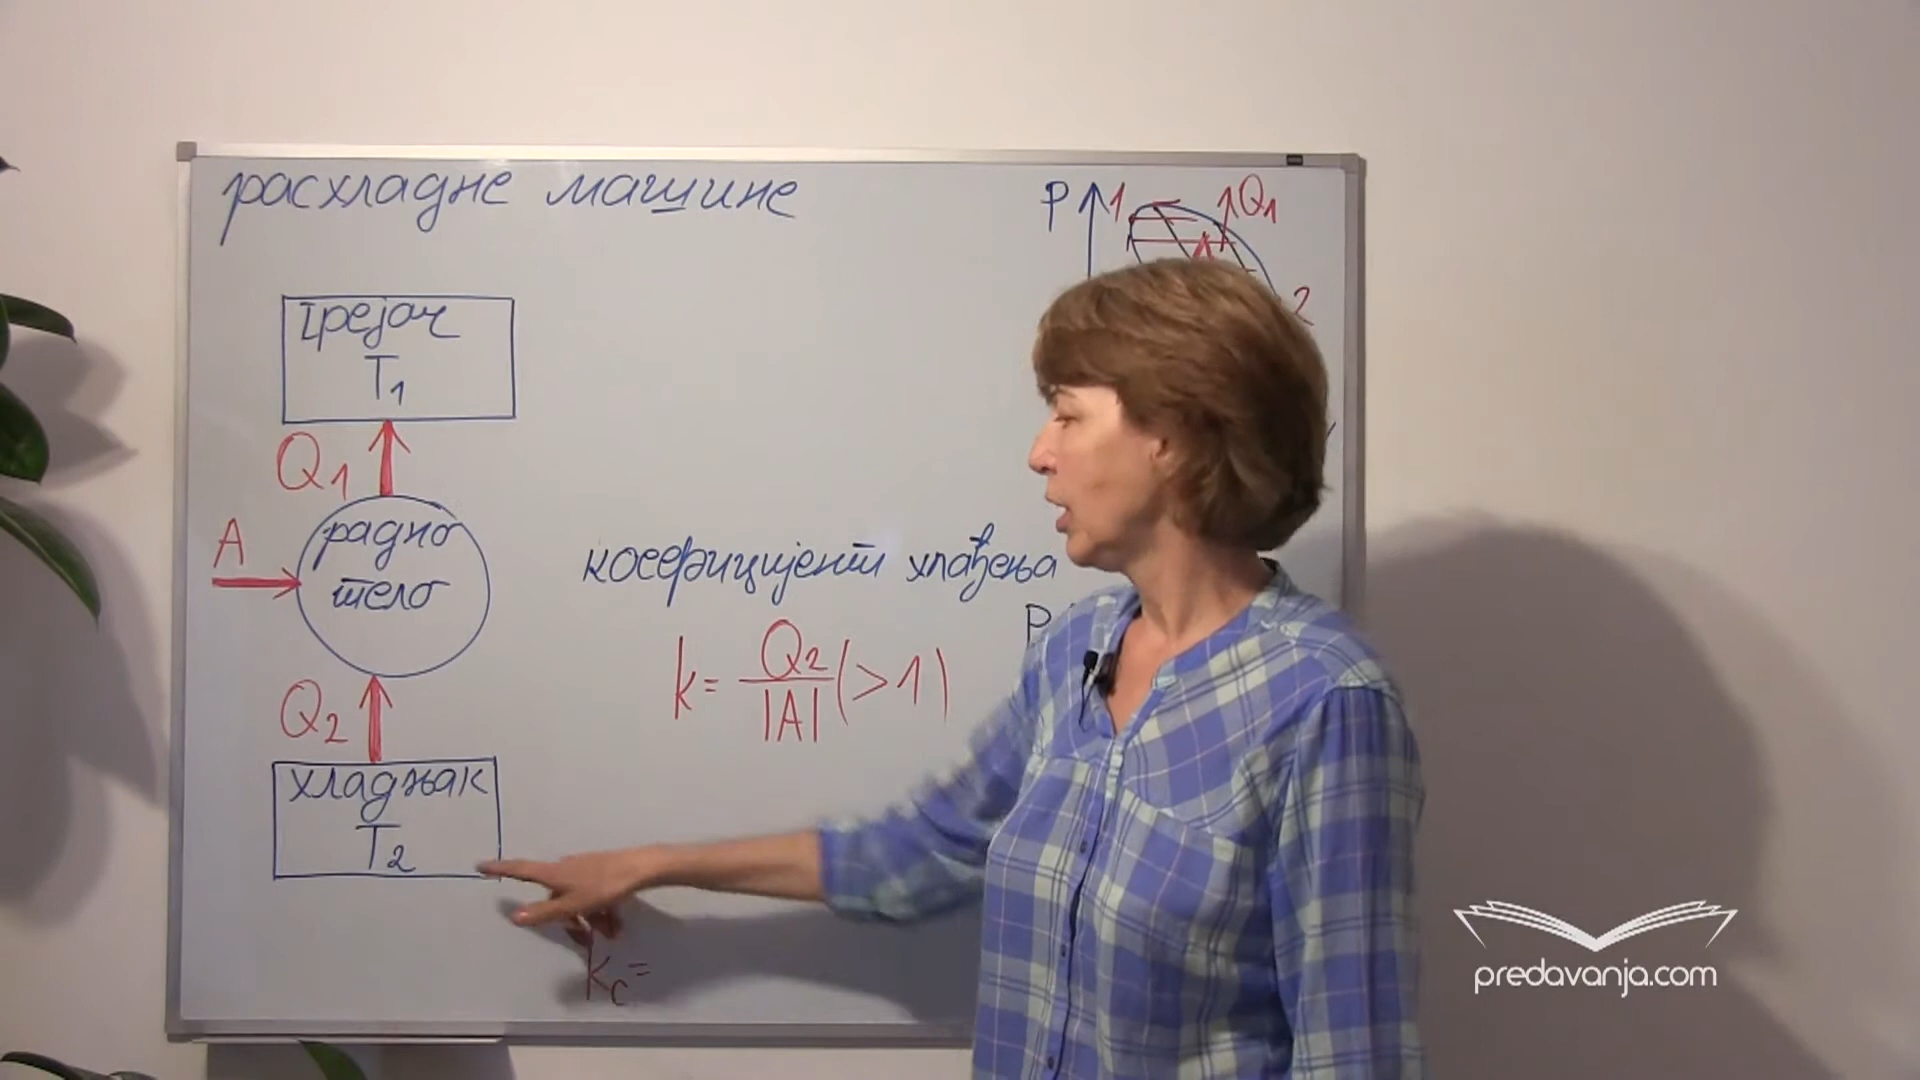 расхладне машине
P 1 Q₁
2
грејач
T₁
Q₁
A
радно
тело
Q₂
хладњак
T₂
коефицијент хлађења
P
k = Q₂/|A| (>1)
k_c =
predavanja.com